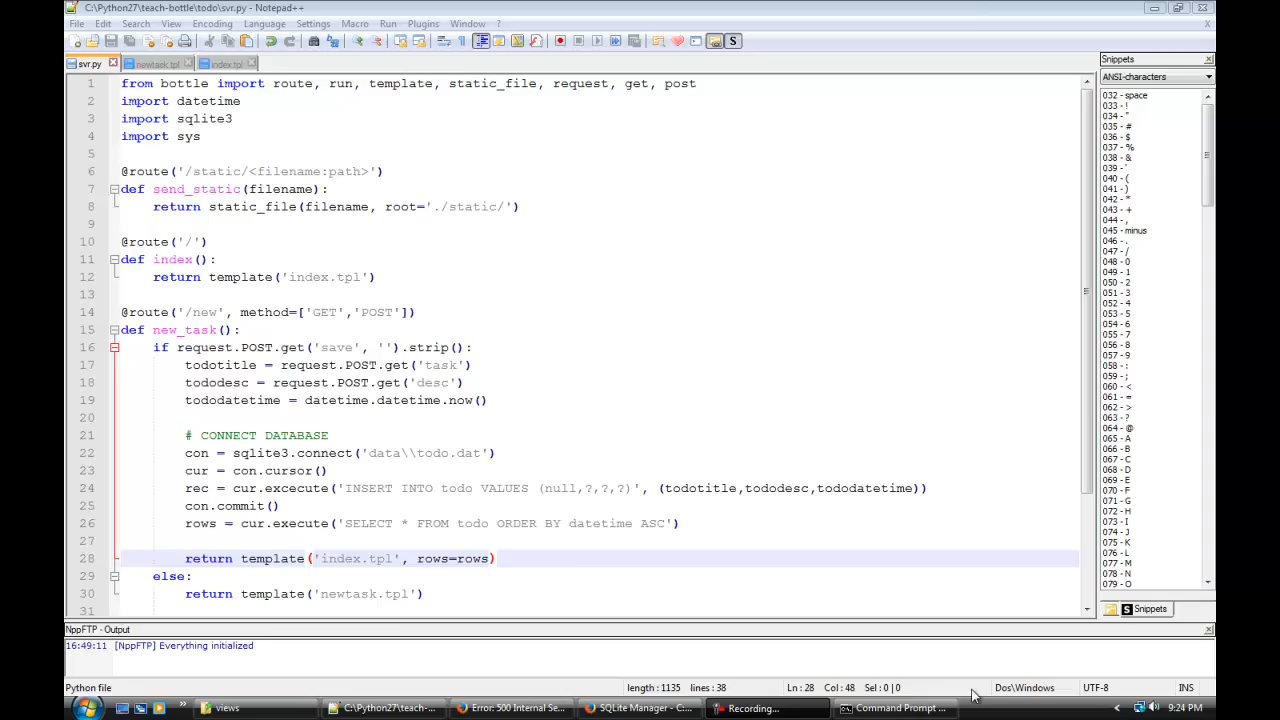 C:\Python27\teach-bottle\todo\svr.py - Notepad++
File Edit Search View Encoding Language Settings Macro Run Plugins Window ? X
svr.py newtask.tpl index.tpl
1 from bottle import route, run, template, static_file, request, get, post
2 import datetime
3 import sqlite3
4 import sys
5
6 @route('/static/<filename:path>')
7 def send_static(filename):
8 return static_file(filename, root='./static/')
9
10 @route('/')
11 def index():
12 return template('index.tpl')
13
14 @route('/new', method=['GET','POST'])
15 def new_task():
16 if request.POST.get('save', '').strip():
17 todotitle = request.POST.get('task')
18 tododesc = request.POST.get('desc')
19 tododatetime = datetime.datetime.now()
20
21 # CONNECT DATABASE
22 con = sqlite3.connect('data\\todo.dat')
23 cur = con.cursor()
24 rec = cur.excecute('INSERT INTO todo VALUES (null,?,?,?)', (todotitle,tododesc,tododatetime))
25 con.commit()
26 rows = cur.execute('SELECT * FROM todo ORDER BY datetime ASC')
27
28 return template('index.tpl', rows=rows)
29 else:
30 return template('newtask.tpl')
31
Snippets
ANSI-characters
032 - space
033 - !
034 - "
035 - #
036 - $
037 - %
038 - &
039 - '
040 - (
041 - )
042 - *
043 - +
044 - ,
045 - minus
046 - .
047 - /
048 - 0
049 - 1
050 - 2
051 - 3
052 - 4
053 - 5
054 - 6
055 - 7
056 - 8
057 - 9
058 - :
059 - ;
060 - <
061 - =
062 - >
063 - ?
064 - @
065 - A
066 - B
067 - C
068 - D
069 - E
070 - F
071 - G
072 - H
073 - I
074 - J
075 - K
076 - L
077 - M
078 - N
079 - O
S Snippets
NppFTP - Output
16:49:11 [NppFTP] Everything initialized
Python file length : 1135 lines : 38 Ln : 28 Col : 48 Sel : 0 | 0 Dos\Windows UTF-8 INS
views C:\Python27\teach-... Error: 500 Internal Se... SQLite Manager - C:... Recording... Command Prompt ... 9:24 PM